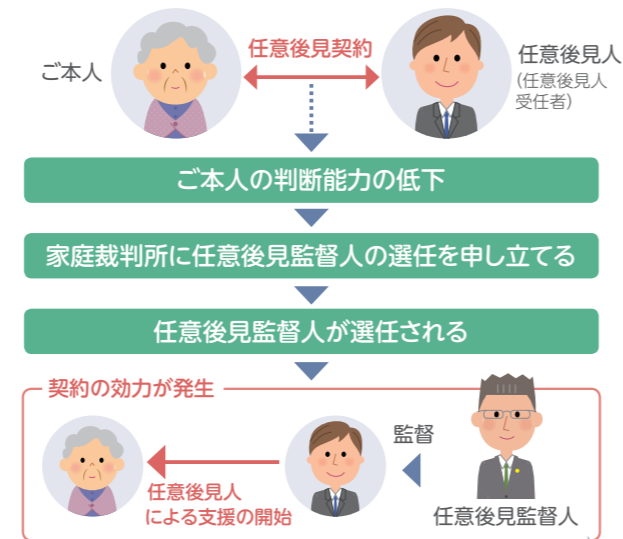 ご本人
任意後見契約
任意後見人
(任意後見人
受任者)
ご本人の判断能力の低下
家庭裁判所に任意後見監督人の選任を申し立てる
任意後見監督人が選任される
契約の効力が発生
監督
任意後見人
による支援の開始
任意後見監督人